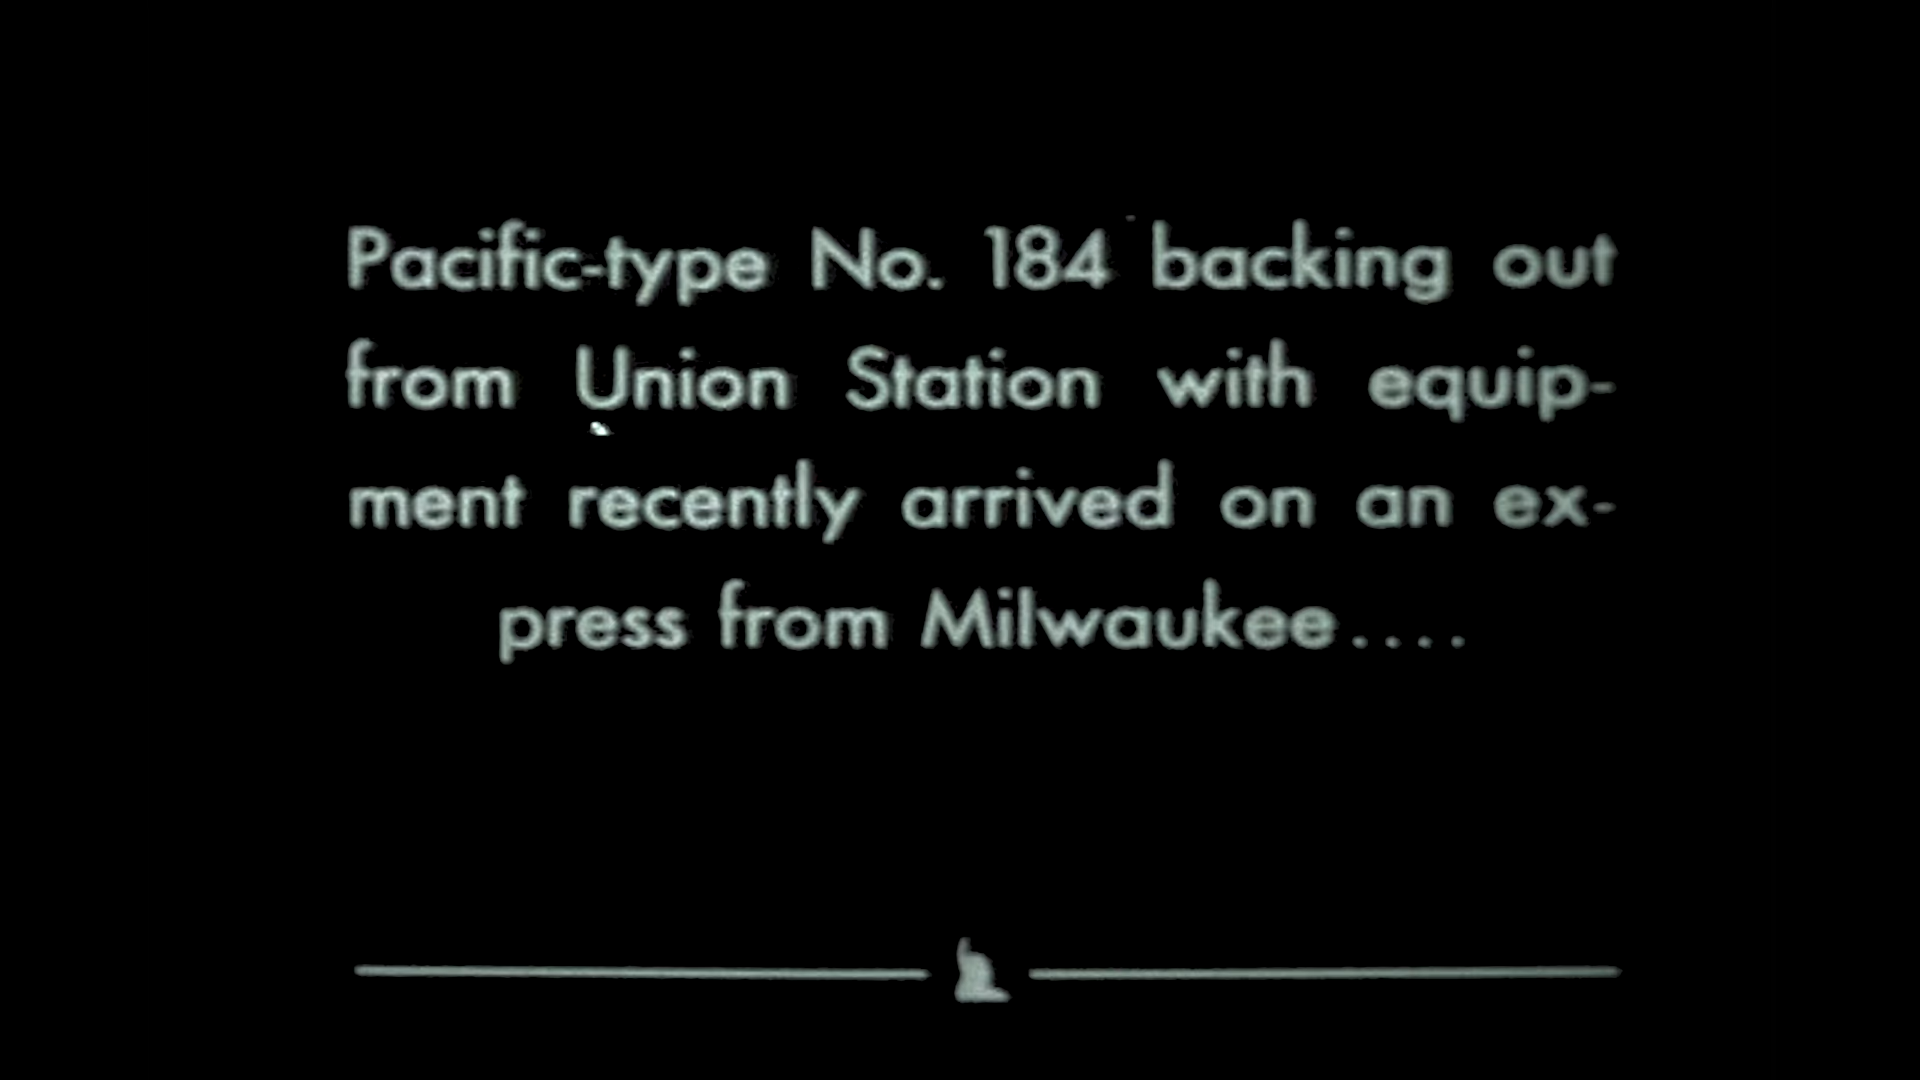 Pacific-type No. 184 backing out
from Union Station with equip-
ment recently arrived on an ex-
press from Milwaukee....